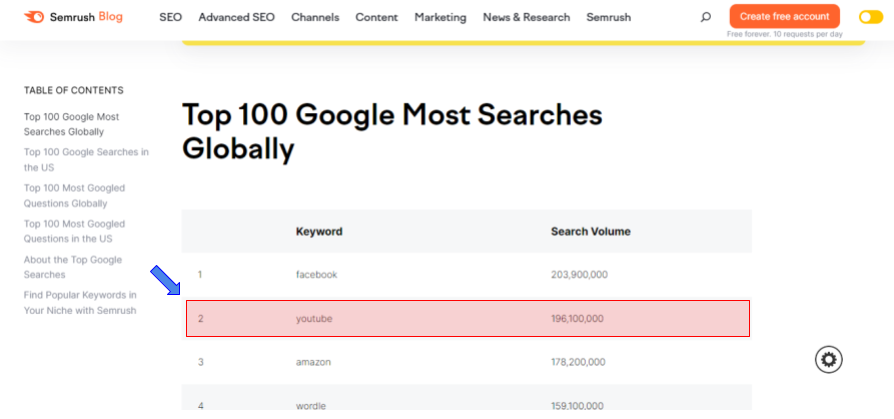 Semrush Blog SEO Advanced SEO Channels Content Marketing News & Research Semrush Create free account
Free forever, 10 requests per day
TABLE OF CONTENTS
Top 100 Google Most
Searches Globally
Top 100 Google Searches in
the US
Top 100 Most Googled
Questions Globally
Top 100 Most Googled
Questions in the US
About the Top Google
Searches
Find Popular Keywords in
Your Niche with Semrush
Top 100 Google Most Searches
Globally
Keyword Search Volume
1 facebook 203,900,000
2 youtube 196,100,000
3 amazon 178,200,000
4 wordle 159,100,000